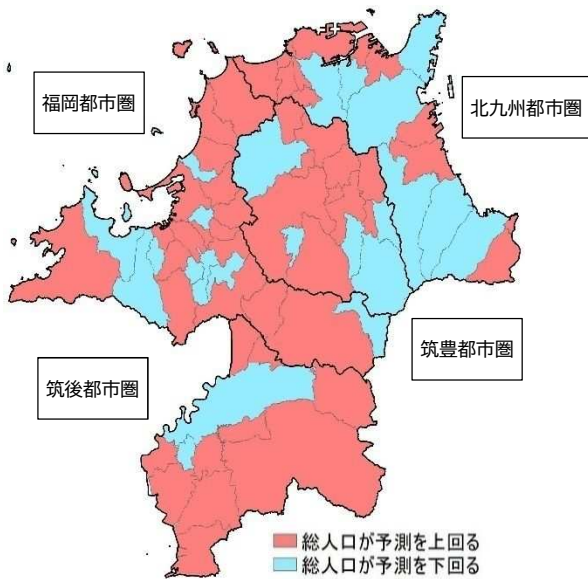 福岡都市圏
北九州都市圏
筑後都市圏
筑豊都市圏
総人口が予測を上回る
総人口が予測を下回る